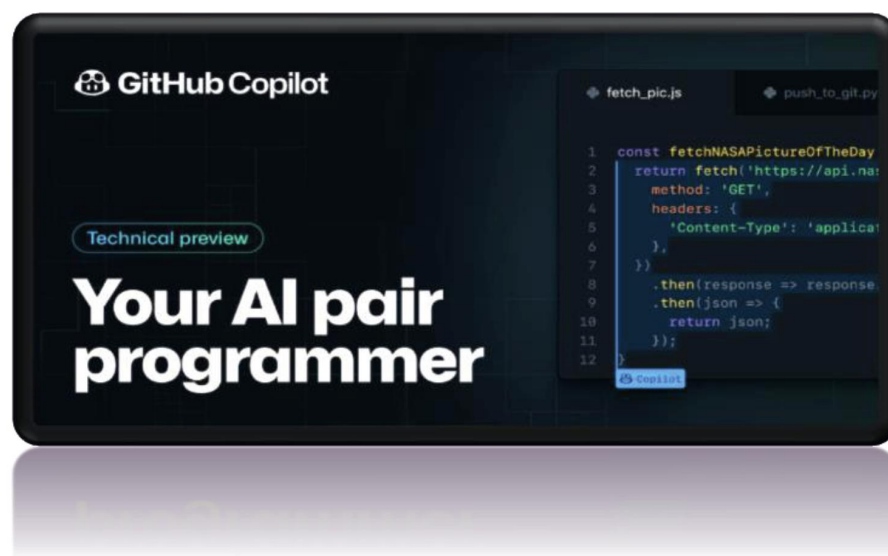 GitHub Copilot
Technical preview
Your AI pair
programmer
fetch_pic.js
push_to_git.py
1 const fetchNASAPictureOfTheDay
2 return fetch('https://api.nas
3 method: 'GET',
4 headers: {
5 'Content-Type': 'applicat
6 },
7 })
8 .then(response => response.
9 .then(json => {
10 return json;
11 });
12 }
Copilot